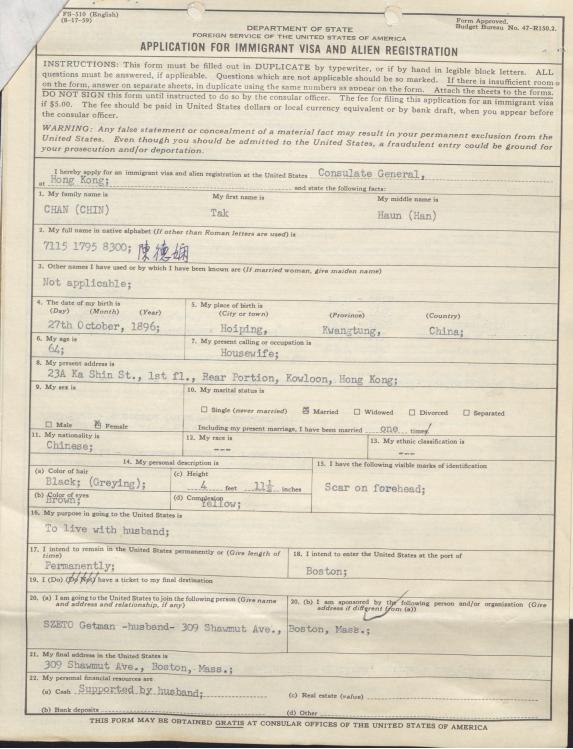 FS-510 (English)
(8-17-59)
Form Approved.
Budget Bureau No. 47-R150.2.
DEPARTMENT OF STATE
FOREIGN SERVICE OF THE UNITED STATES OF AMERICA
APPLICATION FOR IMMIGRANT VISA AND ALIEN REGISTRATION
INSTRUCTIONS: This form must be filled out in DUPLICATE by typewriter, or if by hand in legible block letters. ALL
questions must be answered, if applicable. Questions which are not applicable should be so marked. If there is insufficient room
on the form, answer on separate sheets, in duplicate using the same numbers as appear on the form. Attach the sheets to the forms.
DO NOT SIGN this form until instructed to do so by the consular officer. The fee for filing this application for an immigrant visa
if $5.00. The fee should be paid in United States dollars or local currency equivalent or by bank draft, when you appear before
the consular officer.
WARNING: Any false statement or concealment of a material fact may result in your permanent exclusion from the
United States. Even though you should be admitted to the United States, a fraudulent entry could be ground for
your prosecution and/or deportation.
I hereby apply for an immigrant visa and alien registration at the United States Consulate General,
at Hong Kong; and state the following facts:
1. My family name is My first name is My middle name is
CHAN (CHIN) Tak Haun (Han)
2. My full name in native alphabet (If other than Roman letters are used) is
7115 1795 8300; 陳德嫻
3. Other names I have used or by which I have been known are (If married woman, give maiden name)
Not applicable;
4. The date of my birth is 5. My place of birth is
(Day) (Month) (Year) (City or town) (Province) (Country)
27th October, 1896; Hoiping, Kwangtung, China;
6. My age is 7. My present calling or occupation is
64; Housewife;
8. My present address is
23A Ka Shin St., 1st fl., Rear Portion, Kowloon, Hong Kong;
9. My sex is 10. My marital status is
Single (never married) Married Widowed Divorced Separated
Male Female Including my present marriage, I have been married one times
11. My nationality is 12. My race is 13. My ethnic classification is
Chinese; --- ---
14. My personal description is 15. I have the following visible marks of identification
(a) Color of hair (c) Height
Black; (Greying); 4 feet 11½ inches Scar on forehead;
(b) Color of eyes (d) Complexion
Brown; Yellow;
16. My purpose in going to the United States is
To live with husband;
17. I intend to remain in the United States permanently or (Give length of
time) 18. I intend to enter the United States at the port of
Permanently; Boston;
19. I (Do) (Do Not) have a ticket to my final destination
20. (a) I am going to the United States to join the following person (Give name
and address and relationship, if any)
20. (b) I am sponsored by the following person and/or organization (Give
address if different from (a))
SZETO Getman -husband- 309 Shawmut Ave., Boston, Mass.;
21. My final address in the United States is
309 Shawmut Ave., Boston, Mass.;
22. My personal financial resources are
(a) Cash Supported by husband; (c) Real estate (value)
(b) Bank deposits (d) Other
THIS FORM MAY BE OBTAINED GRATIS AT CONSULAR OFFICES OF THE UNITED STATES OF AMERICA